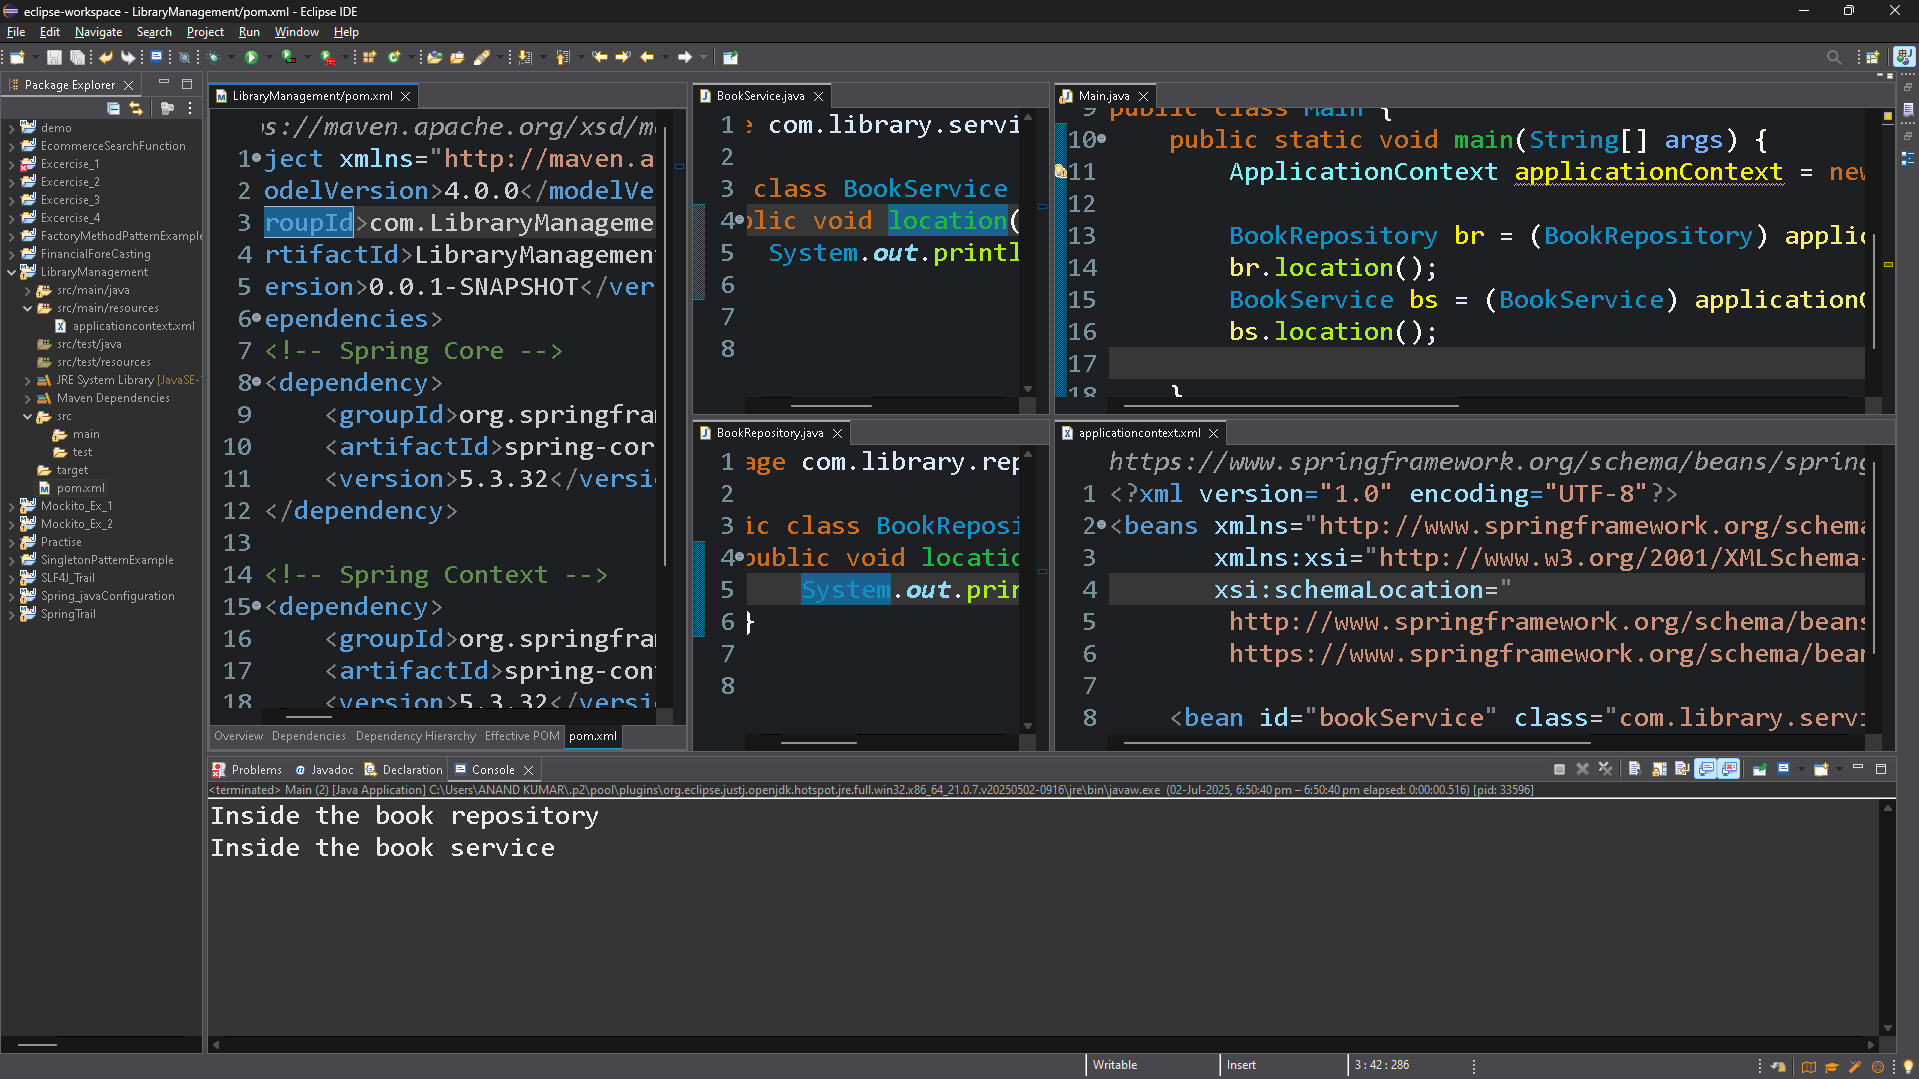 eclipse-workspace - LibraryManagement/pom.xml - Eclipse IDE
File Edit Navigate Search Project Run Window Help
Package Explorer
demo
EcommerceSearchFunction
Excercise_1
Excercise_2
Excercise_3
Excercise_4
FactoryMethodPatternExample
FinancialForeCasting
LibraryManagement
src/main/java
src/main/resources
applicationcontext.xml
src/test/java
src/test/resources
JRE System Library [JavaSE-
Maven Dependencies
src
main
test
target
pom.xml
Mockito_Ex_1
Mockito_Ex_2
Practise
SingletonPatternExample
SLF4J_Trail
Spring_javaConfiguration
SpringTrail
LibraryManagement/pom.xml
s://maven.apache.org/xsd/m
1 ject xmlns="http://maven.a
2 odelVersion>4.0.0</modelVe
3 roupId>com.LibraryManageme
4 rtifactId>LibraryManagemen
5 ersion>0.0.1-SNAPSHOT</ver
6 ependencies>
7 <!-- Spring Core -->
8 <dependency>
9 <groupId>org.springfra
10 <artifactId>spring-cor
11 <version>5.3.32</versi
12 </dependency>
13
14 <!-- Spring Context -->
15 <dependency>
16 <groupId>org.springfra
17 <artifactId>spring-con
18 <version>5.3.32</versi
Overview Dependencies Dependency Hierarchy Effective POM pom.xml
BookService.java
1 e com.library.servi
2
3 class BookService
4 blic void location(
5 System.out.printl
6
7
8
Main.java
9 public class Main {
10 public static void main(String[] args) {
11 ApplicationContext applicationContext = new
12
13 BookRepository br = (BookRepository) applic
14 br.location();
15 BookService bs = (BookService) applicationC
16 bs.location();
17
18 }
BookRepository.java
1 age com.library.rep
2
3 ic class BookReposi
4 public void locatio
5 System.out.prin
6 }
7
8
applicationcontext.xml
https://www.springframework.org/schema/beans/spring
1 <?xml version="1.0" encoding="UTF-8"?>
2 <beans xmlns="http://www.springframework.org/schema
3 xmlns:xsi="http://www.w3.org/2001/XMLSchema-
4 xsi:schemaLocation="
5 http://www.springframework.org/schema/beans
6 https://www.springframework.org/schema/bean
7
8 <bean id="bookService" class="com.library.servi
Problems Javadoc Declaration Console
<terminated> Main (2) [Java Application] C:\Users\ANAND KUMAR\.p2\pool\plugins\org.eclipse.justj.openjdk.hotspot.jre.full.win32.x86_64_21.0.7.v20250502-0916\jre\bin\javaw.exe (02-Jul-2025, 6:50:40 pm – 6:50:40 pm elapsed: 0:00:00.516) [pid: 33596]
Inside the book repository
Inside the book service
Writable Insert 3 : 42 : 286